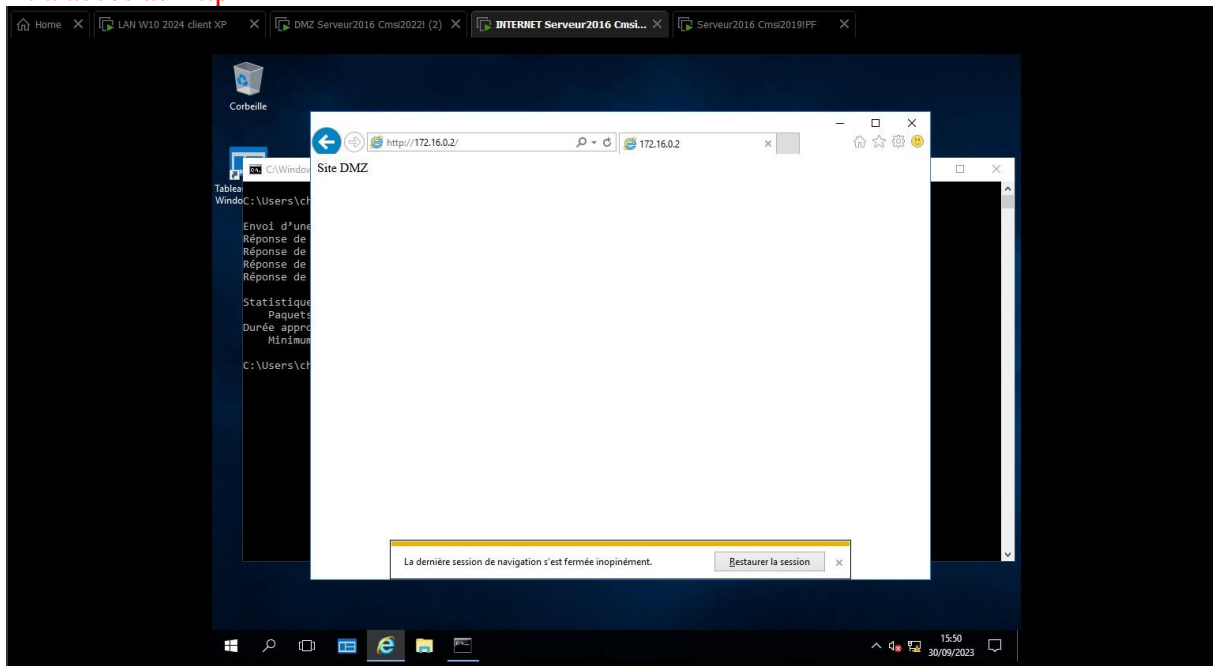 Home
LAN W10 2024 client XP
DMZ Serveur2016 Cmsi2022! (2)
INTERNET Serveur2016 Cmsi...
Serveur2016 Cmsi2019!PF
Corbeille
http://172.16.0.2/
172.16.0.2
Site DMZ
C:\Window
Tablea
Windo
C:\Users\ch
Envoi d'une
Réponse de
Réponse de
Réponse de
Réponse de
Statistique
Paquets
Durée appro
Minimum
C:\Users\ch
La dernière session de navigation s'est fermée inopinément.
Restaurer la session
15:50
30/09/2023